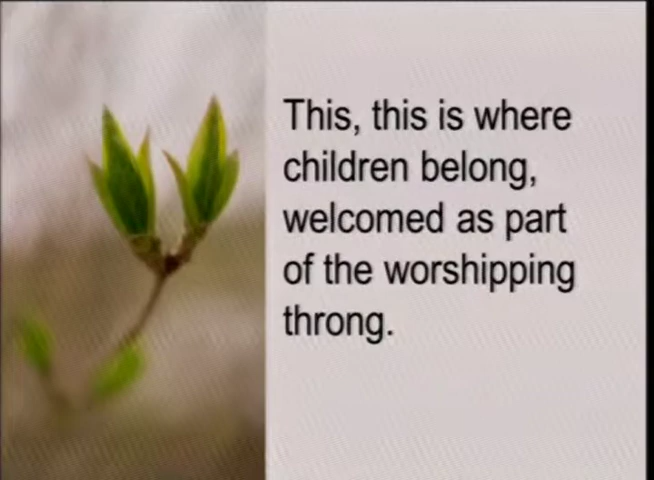 This, this is where
children belong,
welcomed as part
of the worshipping
throng.